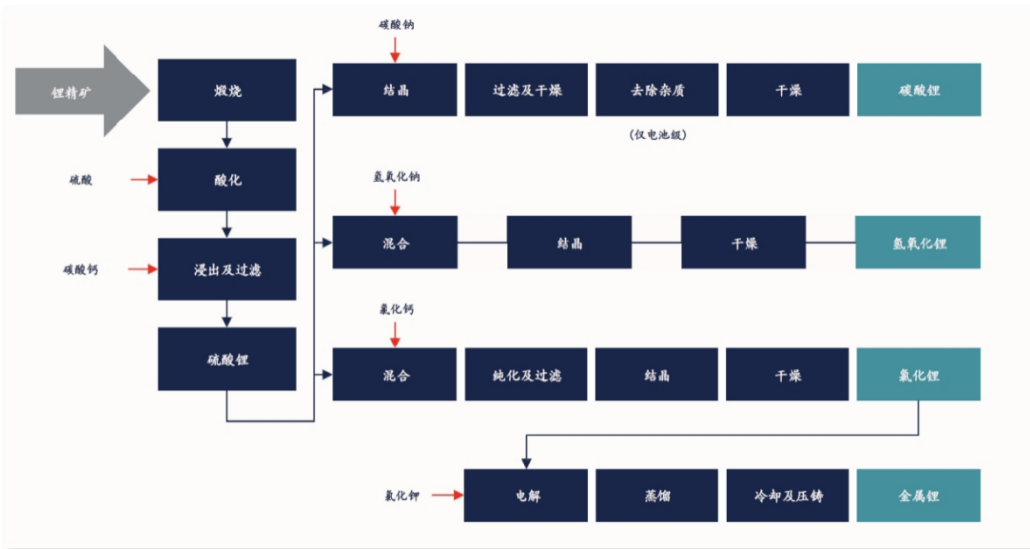 碳酸钠
锂精矿
煅烧
结晶
过滤及干燥
去除杂质
干燥
碳酸锂
(仅电池级)
硫酸
酸化
氢氧化钠
混合
结晶
干燥
氢氧化锂
碳酸钙
浸出及过滤
氯化钙
硫酸锂
混合
纯化及过滤
结晶
干燥
氯化锂
氯化钾
电解
蒸馏
冷却及压铸
金属锂